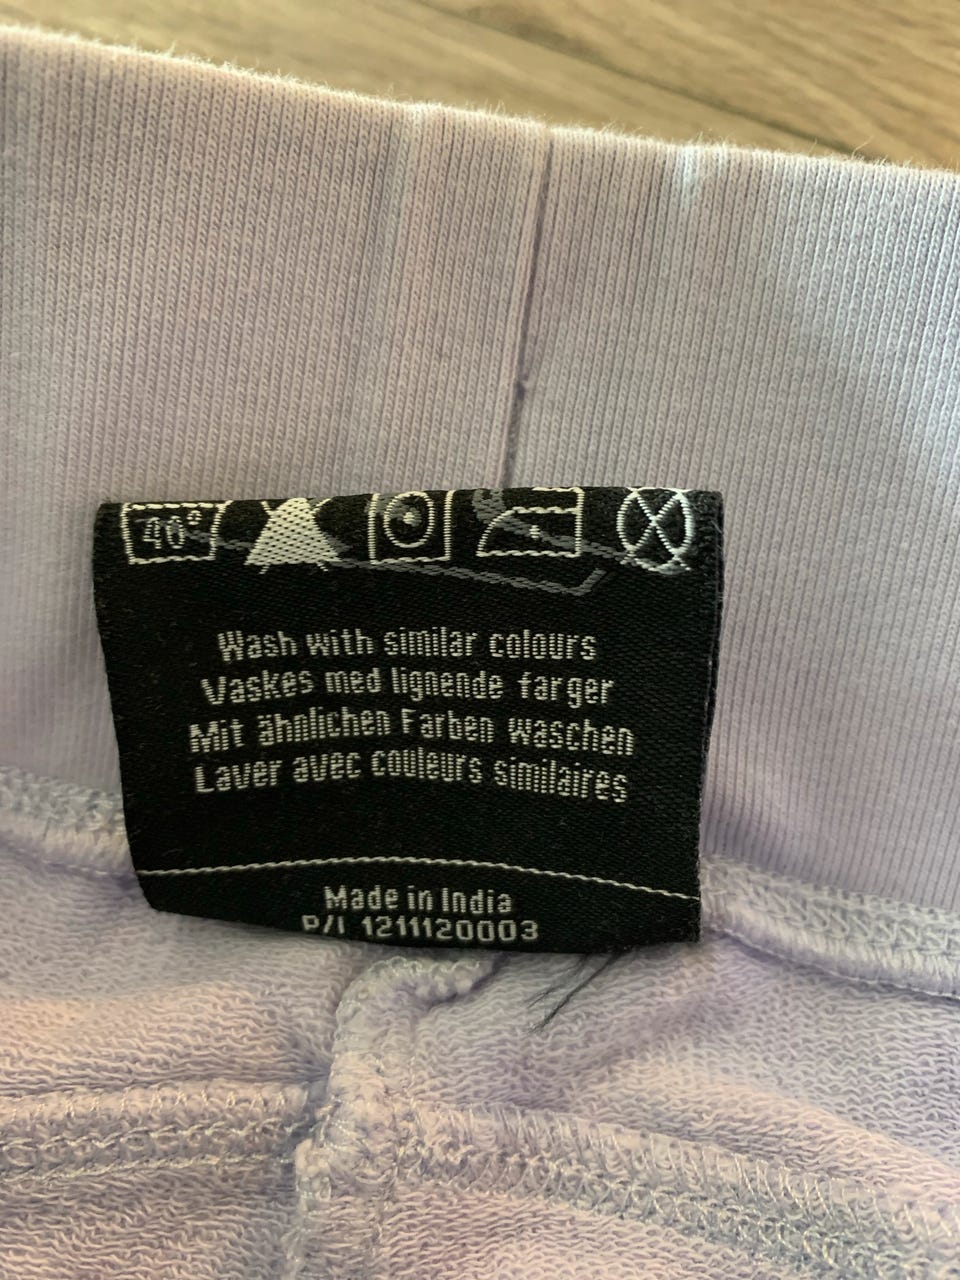 40°
Wash with similar colours
Vaskes med lignende farger
Mit ähnlichen Farben waschen
Laver avec couleurs similaires
Made in India
P/L 1211120003